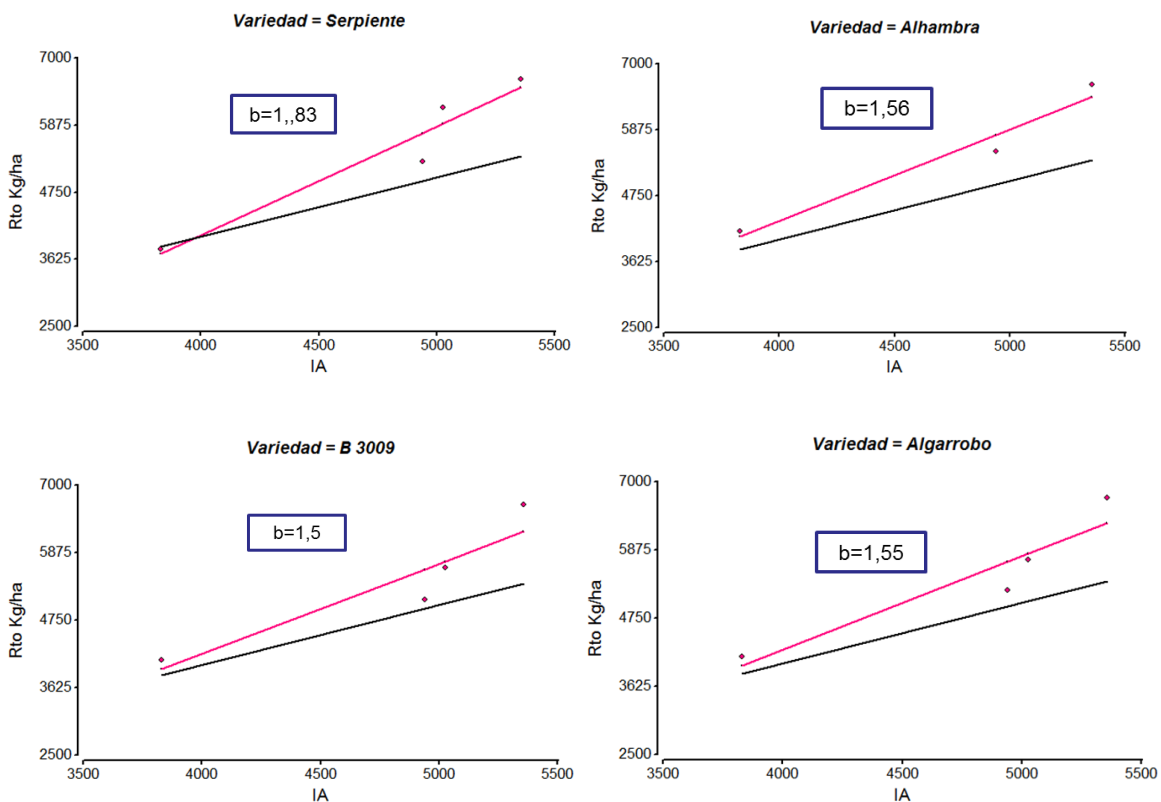 Variedad = Serpiente
7000
5875
4750
3625
2500
Rto Kg/ha
b=1,,83
3500 4000 4500 5000 5500
IA
Variedad = Alhambra
7000
5875
4750
3625
2500
Rto Kg/ha
b=1,56
3500 4000 4500 5000 5500
IA
Variedad = B 3009
7000
5875
4750
3625
2500
Rto Kg/ha
b=1,5
3500 4000 4500 5000 5500
IA
Variedad = Algarrobo
7000
5875
4750
3625
2500
Rto Kg/ha
b=1,55
3500 4000 4500 5000 5500
IA